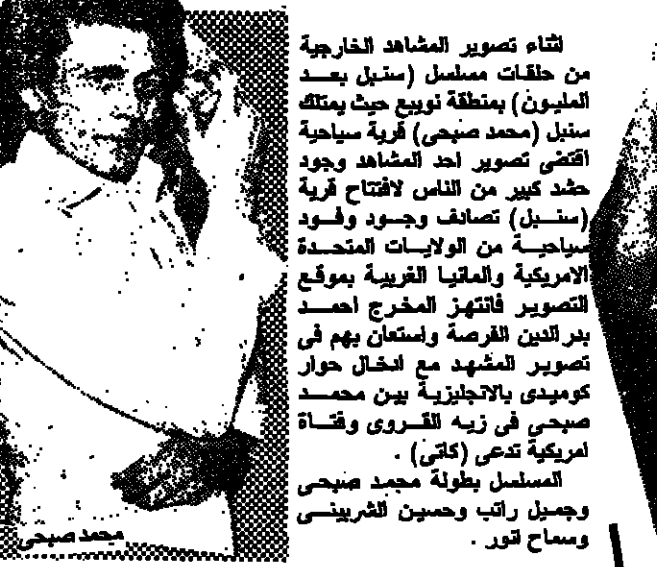 اثناء تصوير المشاهد الخارجية
من حلقات مسلسل (سنبل بعد
المليون) بمنطقة نويبع حيث يمتلك
سنبل (محمد صبحى) قرية سياحية
اقتضى تصوير احد المشاهد وجود
حشد كبير من الناس لافتتاح قرية
(سنبل) تصادف وجود وفود
سياحية من الولايات المتحدة
الامريكية والمانيا الغربية بموقع
التصوير فانتهز المخرج احمد
بدر الدين الفرصة واستعان بهم فى
تصوير المشهد مع ادخال حوار
كوميدى بالانجليزية بين محمد
صبحى فى زيه القروى وفتاة
امريكية تدعى (كاتى) .
المسلسل بطولة محمد صبحى
وجميل راتب وحسين الشربينى
وسماح انور .
محمد صبحى